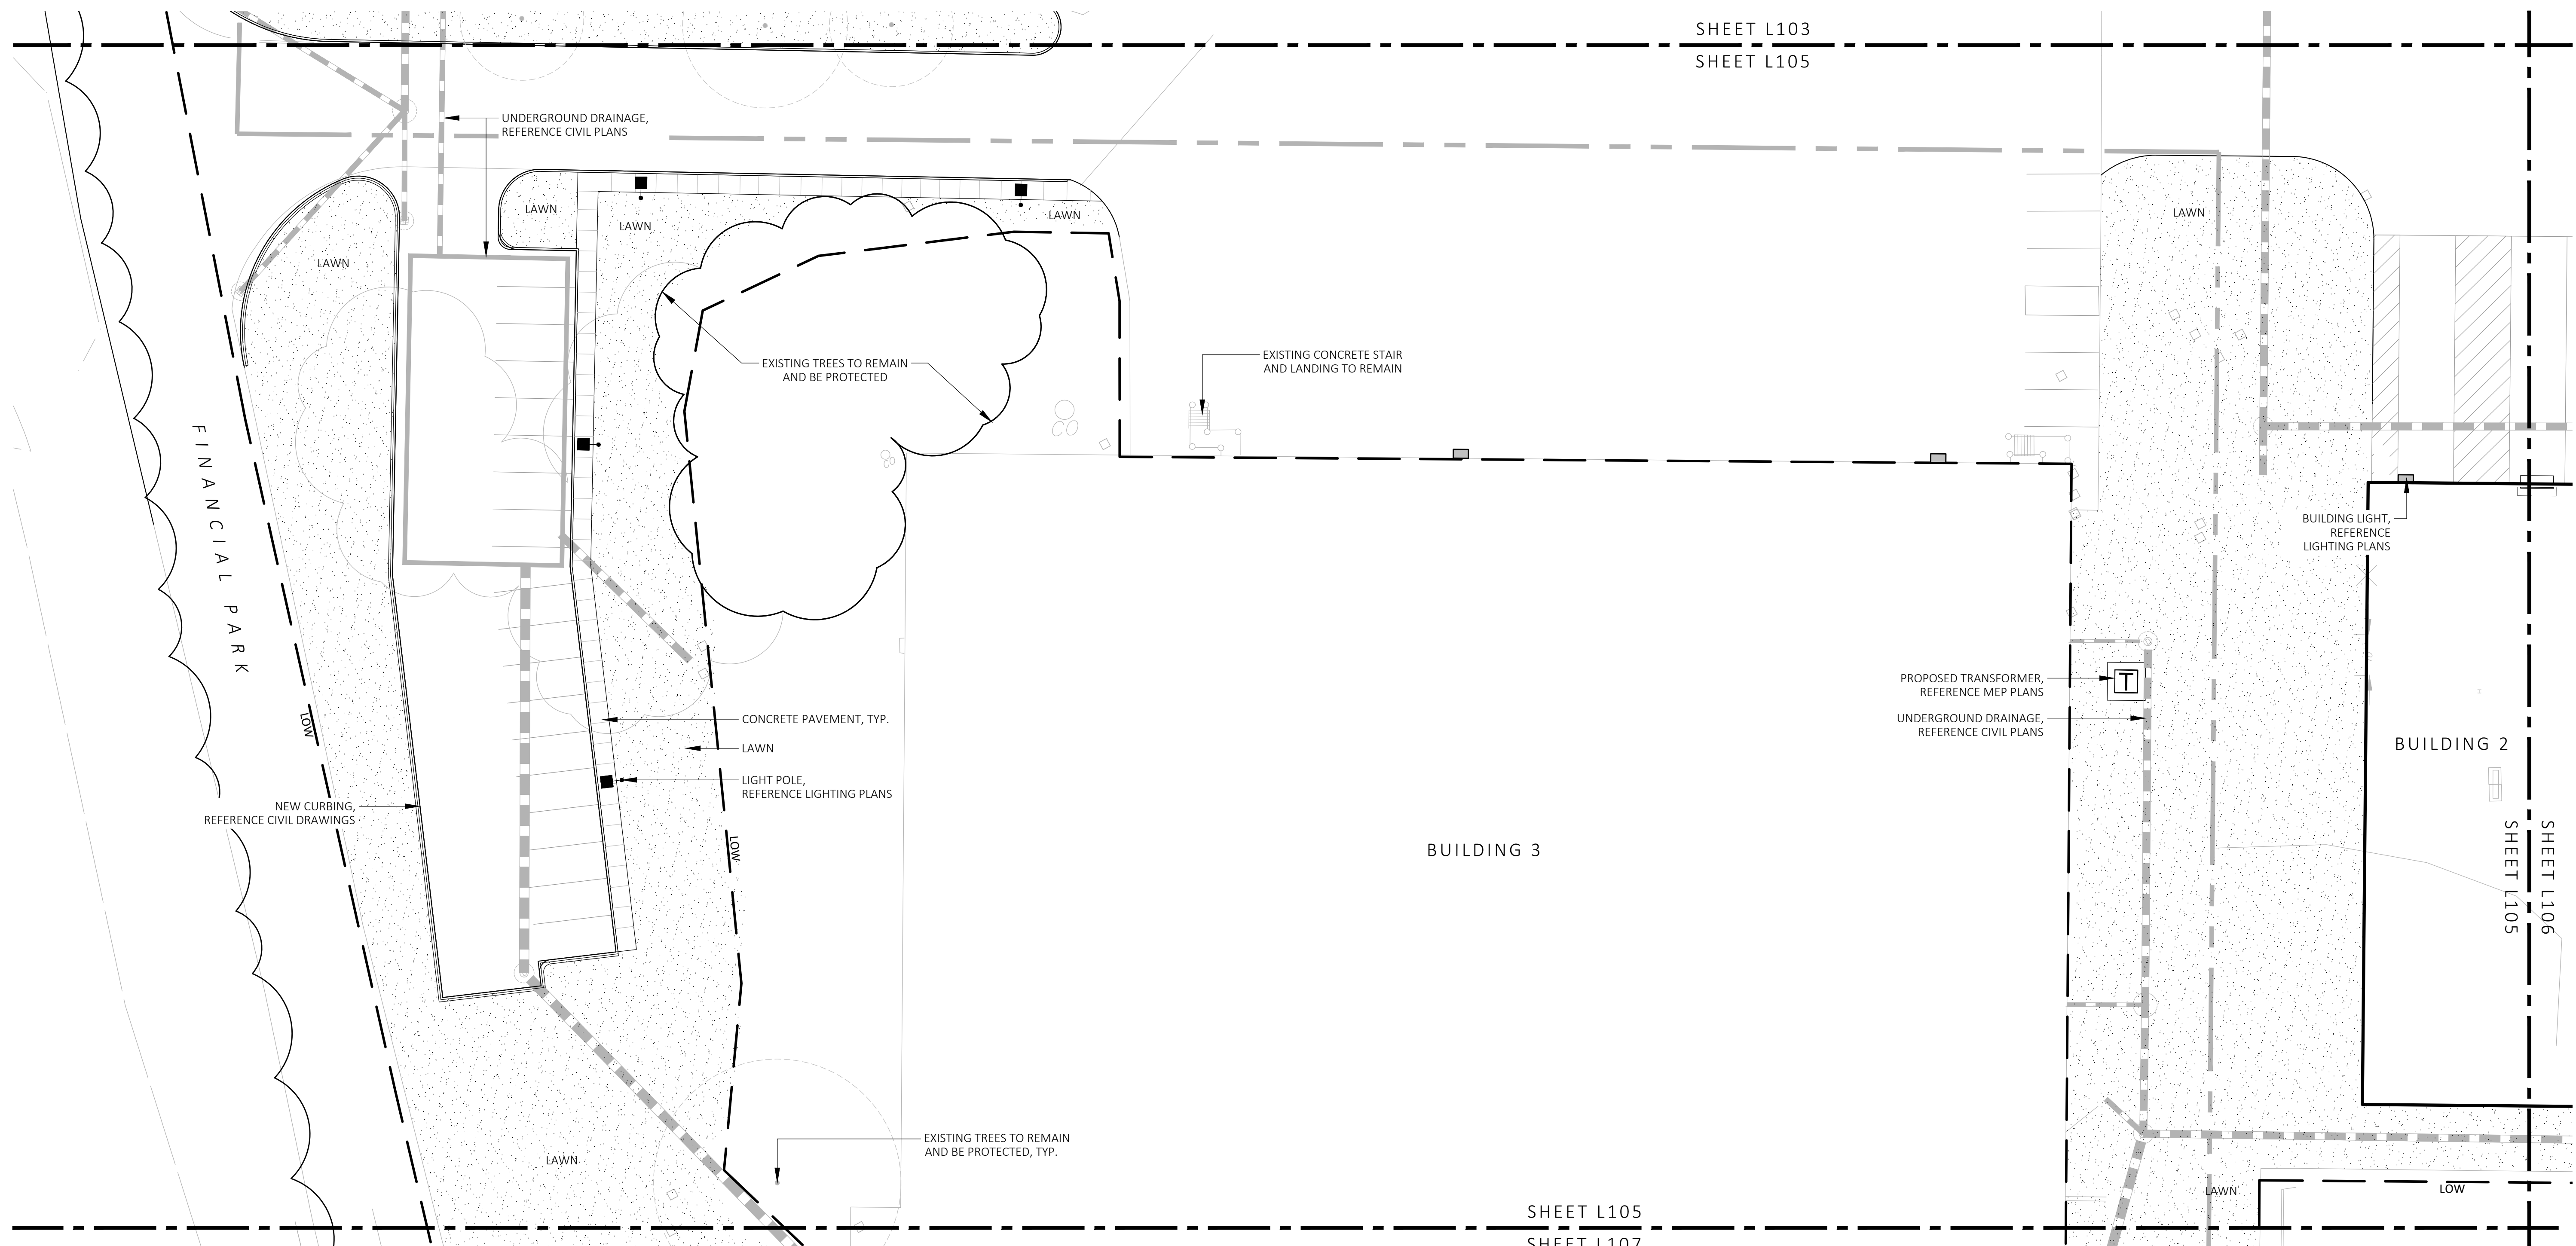 SHEET L103
SHEET L105
UNDERGROUND DRAINAGE,
REFERENCE CIVIL PLANS
LAWN
LAWN
LAWN
LAWN
LAWN
EXISTING TREES TO REMAIN
AND BE PROTECTED
EXISTING CONCRETE STAIR
AND LANDING TO REMAIN
FINANCIAL PARK
BUILDING LIGHT,
REFERENCE
LIGHTING PLANS
PROPOSED TRANSFORMER,
REFERENCE MEP PLANS
T
UNDERGROUND DRAINAGE,
REFERENCE CIVIL PLANS
LOW
CONCRETE PAVEMENT, TYP.
LAWN
LIGHT POLE,
REFERENCE LIGHTING PLANS
NEW CURBING,
REFERENCE CIVIL DRAWINGS
LOW
BUILDING 3
BUILDING 2
SHEET L105
SHEET L106
EXISTING TREES TO REMAIN
AND BE PROTECTED, TYP.
LAWN
LAWN
LOW
SHEET L105
SHEET L107